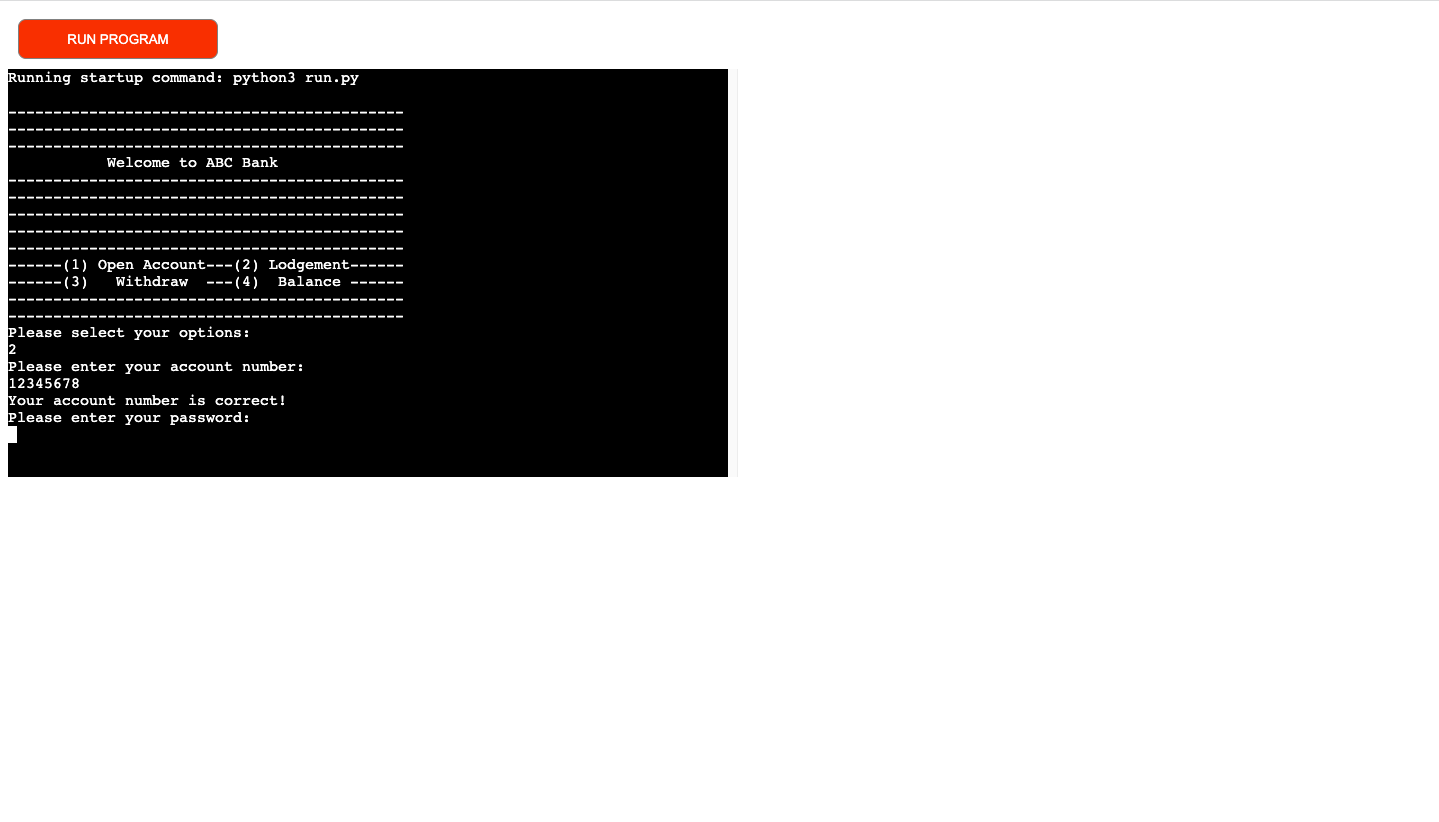 RUN PROGRAM
Running startup command: python3 run.py
--------------------------------------------
--------------------------------------------
--------------------------------------------
           Welcome to ABC Bank
--------------------------------------------
--------------------------------------------
--------------------------------------------
--------------------------------------------
--------------------------------------------
------(1) Open Account---(2) Lodgement------
------(3)   Withdraw  ---(4)  Balance ------
--------------------------------------------
--------------------------------------------
Please select your options:
2
Please enter your account number:
12345678
Your account number is correct!
Please enter your password: